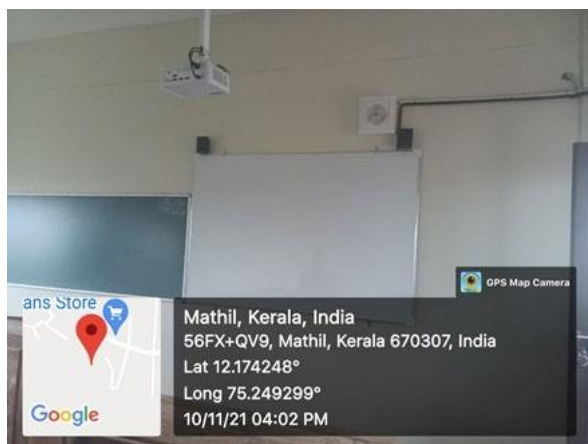 GPS Map Camera
ans Store
Google
Mathil, Kerala, India
56FX+QV9, Mathil, Kerala 670307, India
Lat 12.174248°
Long 75.249299°
10/11/21 04:02 PM